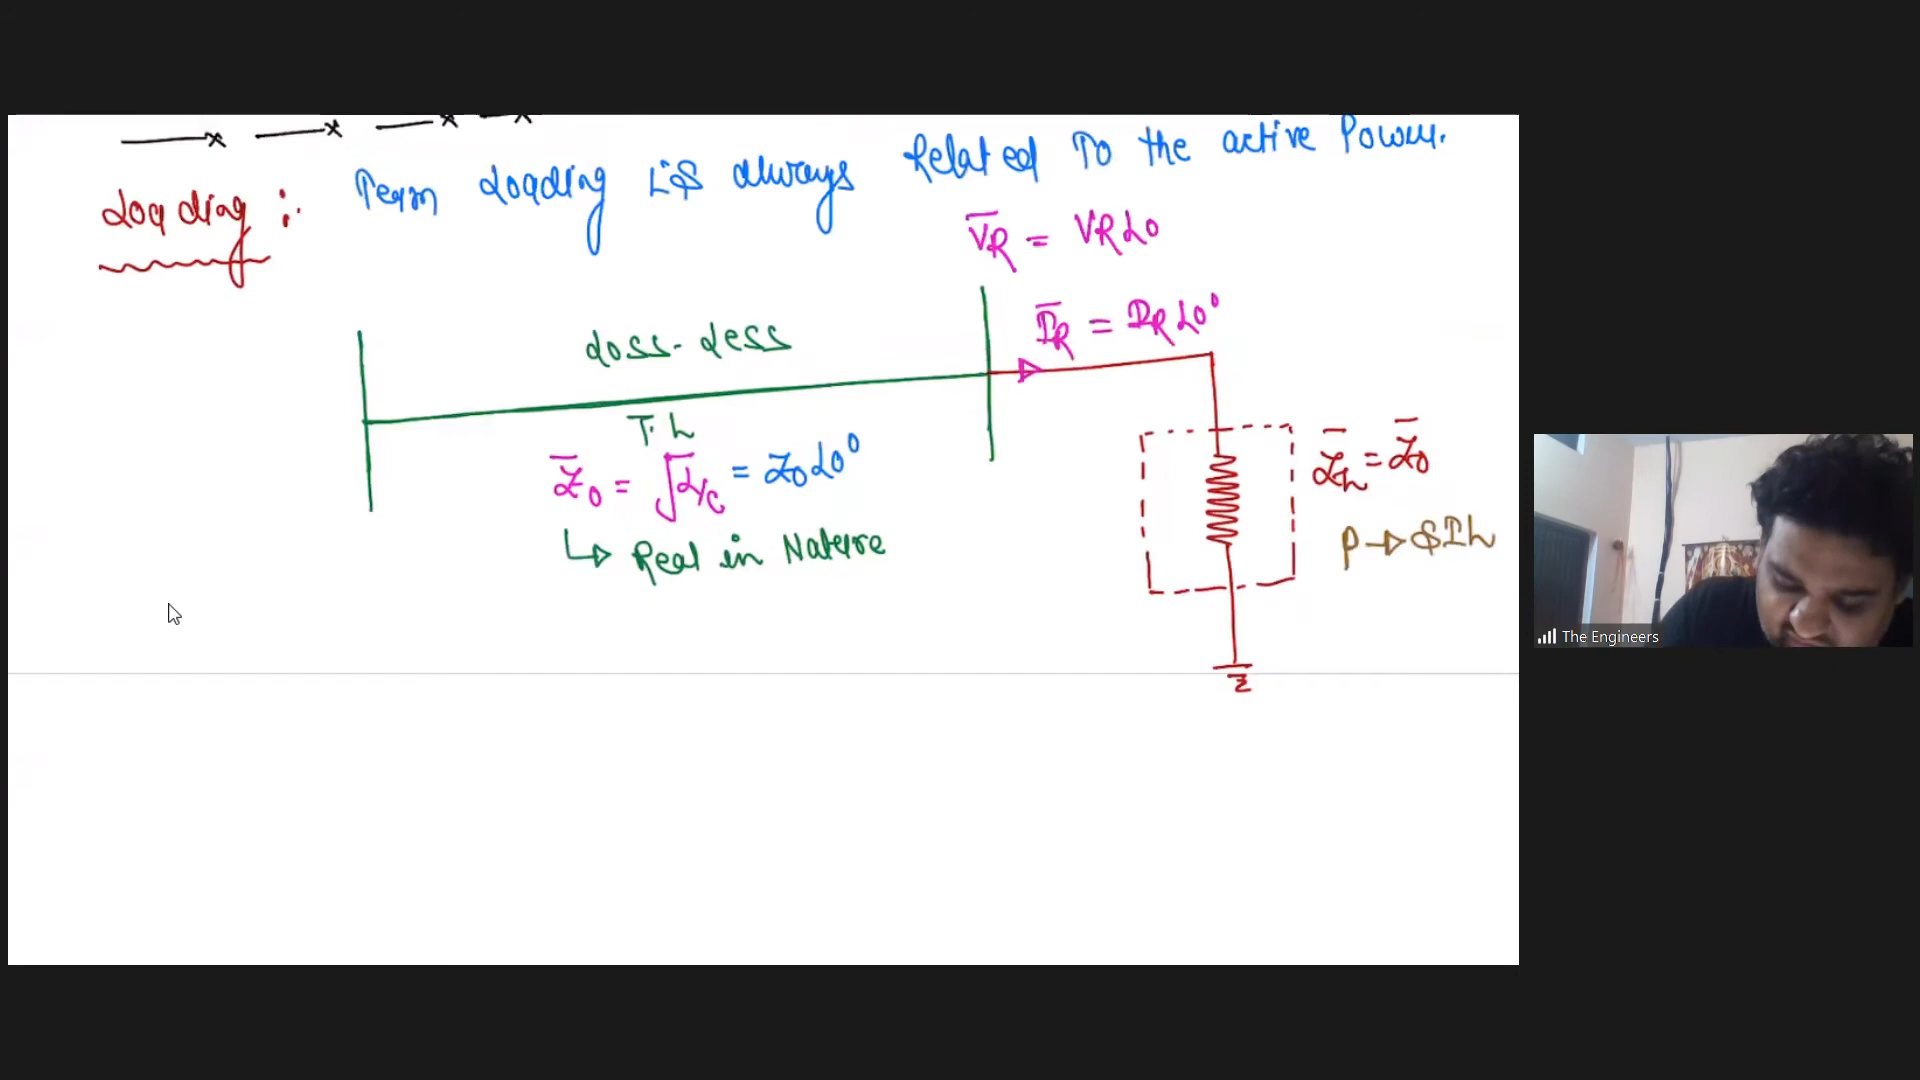 Loading :- Term Loading is always Related To the active Power.
V̅R = VR∠0
I̅R = IR∠0°
Loss-Less
T.L
Z̅0 = √L/C = Z0∠0°
↳ Real in Nature
Z̅L = Z̅0
P → SIL
The Engineers